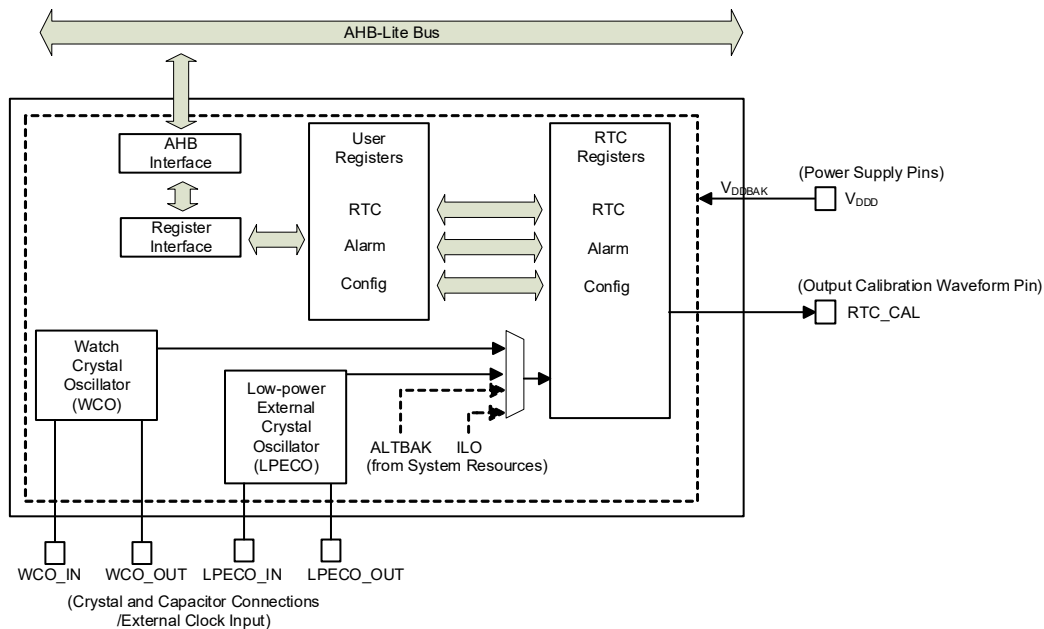 AHB-Lite Bus
AHB
Interface
Register
Interface
User
Registers
RTC
Alarm
Config
RTC
Registers
RTC
Alarm
Config
(Power Supply Pins)
VDDBAK
VDDD
(Output Calibration Waveform Pin)
RTC_CAL
Watch
Crystal
Oscillator
(WCO)
Low-power
External
Crystal
Oscillator
(LPECO)
ALTBAK ILO
(from System Resources)
WCO_IN WCO_OUT LPECO_IN LPECO_OUT
(Crystal and Capacitor Connections
/External Clock Input)